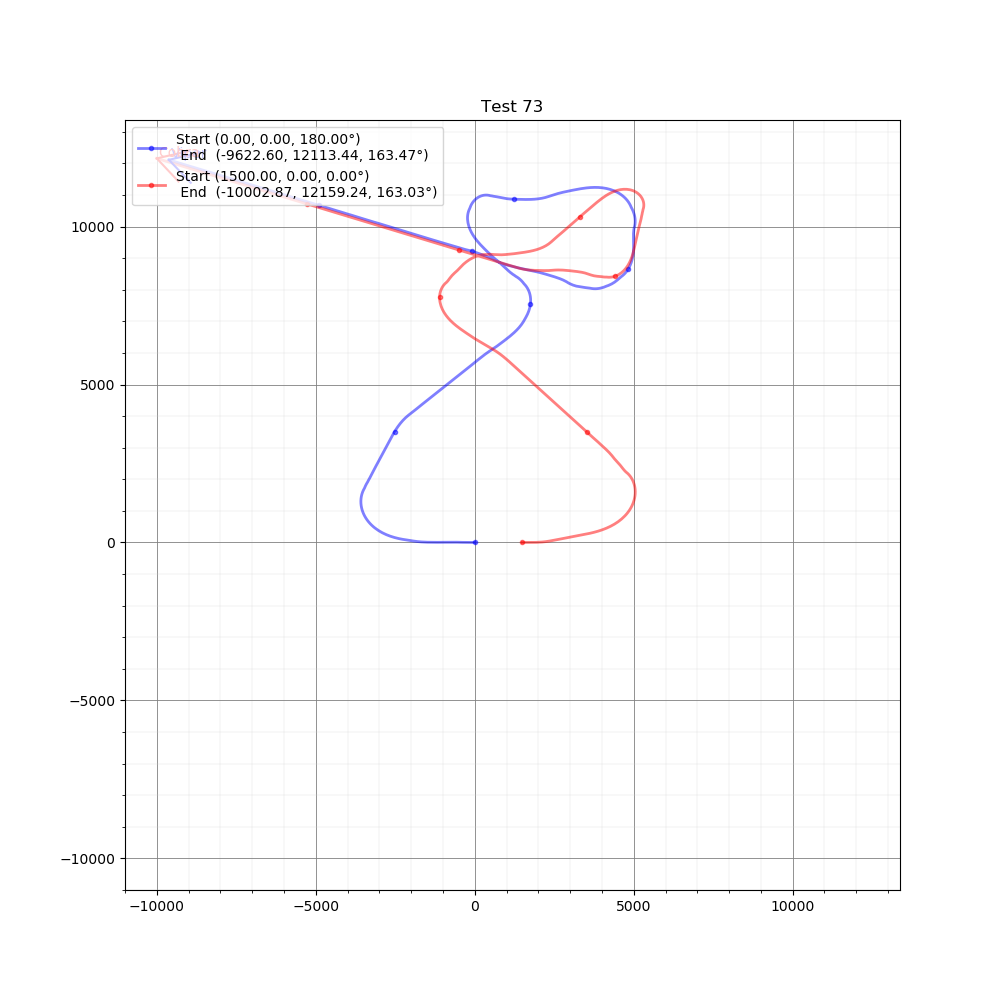 Test 73
Start (0.00, 0.00, 180.00°)
End (-9622.60, 12113.44, 163.47°)
Start (1500.00, 0.00, 0.00°)
End (-10002.87, 12159.24, 163.03°)
10000
5000
0
−5000
−10000
−10000 −5000 0 5000 10000